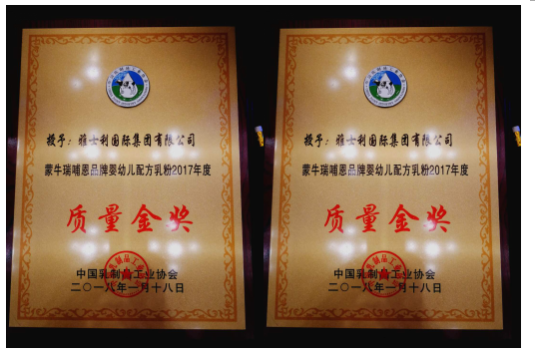 授予：雅士利国际集团有限公司
蒙牛瑞哺恩品牌婴幼儿配方乳粉2017年度
质量金奖
中国乳制品工业协会
二〇一八年一月十八日
授予：雅士利国际集团有限公司
蒙牛瑞哺恩品牌婴幼儿配方乳粉2017年度
质量金奖
中国乳制品工业协会
二〇一八年一月十八日